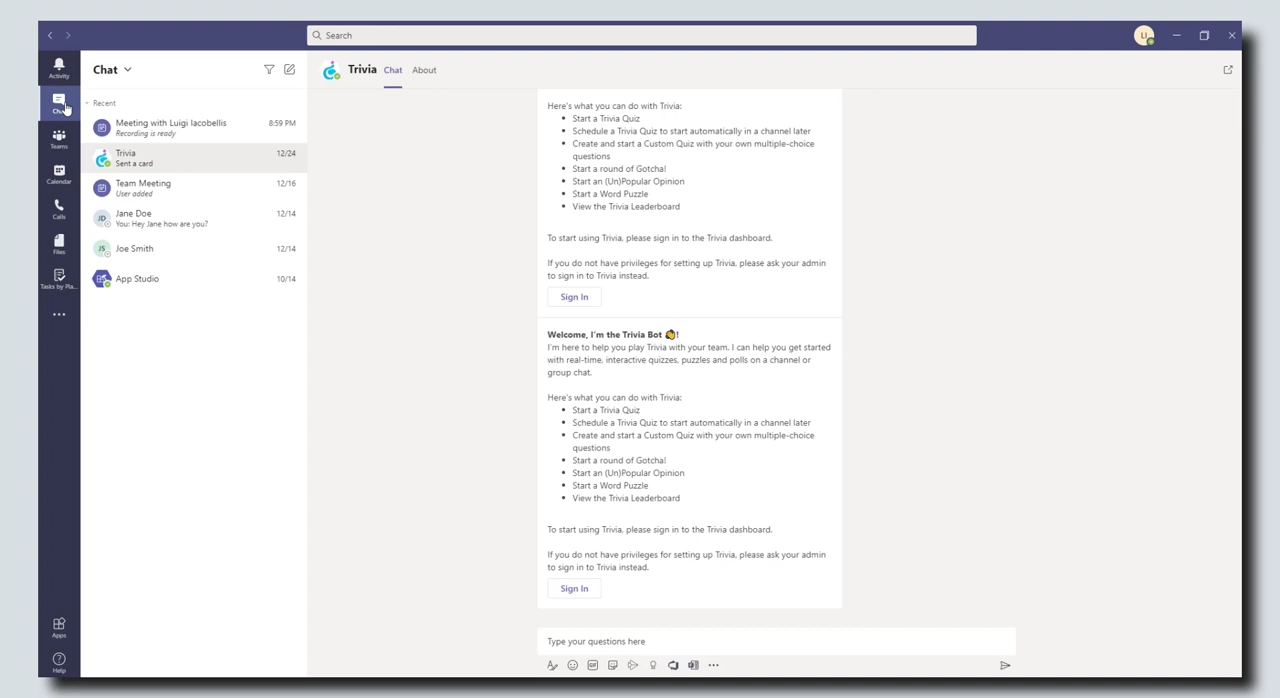 Search
LI
Activity
Chat
Teams
Calendar
Calls
Files
Tasks by Pla...
Apps
Help
Chat
Recent
Meeting with Luigi Iacobellis 8:59 PM
Recording is ready
Trivia 12/24
Sent a card
Team Meeting 12/16
User added
JD Jane Doe 12/14
You: Hey Jane how are you?
JS Joe Smith 12/14
App Studio 10/14
Trivia Chat About
Here's what you can do with Trivia:
• Start a Trivia Quiz
• Schedule a Trivia Quiz to start automatically in a channel later
• Create and start a Custom Quiz with your own multiple-choice
questions
• Start a round of Gotcha!
• Start an (Un)Popular Opinion
• Start a Word Puzzle
• View the Trivia Leaderboard
To start using Trivia, please sign in to the Trivia dashboard.
If you do not have privileges for setting up Trivia, please ask your admin
to sign in to Trivia instead.
Sign In
Welcome, I'm the Trivia Bot !
I'm here to help you play Trivia with your team. I can help you get started
with real-time, interactive quizzes, puzzles and polls on a channel or
group chat.
Here's what you can do with Trivia:
• Start a Trivia Quiz
• Schedule a Trivia Quiz to start automatically in a channel later
• Create and start a Custom Quiz with your own multiple-choice
questions
• Start a round of Gotcha!
• Start an (Un)Popular Opinion
• Start a Word Puzzle
• View the Trivia Leaderboard
To start using Trivia, please sign in to the Trivia dashboard.
If you do not have privileges for setting up Trivia, please ask your admin
to sign in to Trivia instead.
Sign In
Type your questions here
GIF